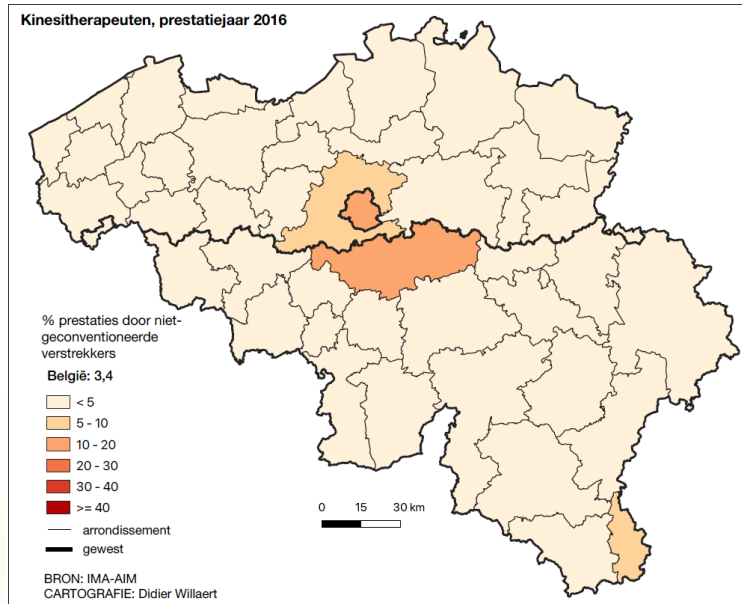 Kinesitherapeuten, prestatiejaar 2016
% prestaties door niet-
geconventioneerde
verstrekkers
België: 3,4
< 5
5 - 10
10 - 20
20 - 30
30 - 40
>= 40
arrondissement
gewest
0 15 30 km
BRON: IMA-AIM
CARTOGRAFIE: Didier Willaert